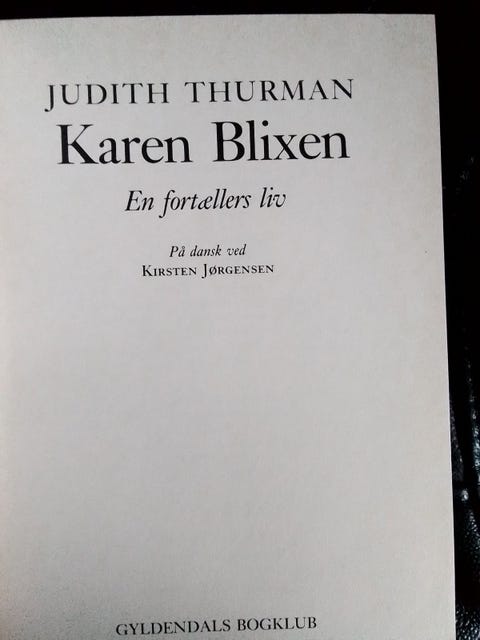 JUDITH THURMAN
Karen Blixen
En fortællers liv
På dansk ved
KIRSTEN JØRGENSEN
GYLDENDALS BOGKLUB